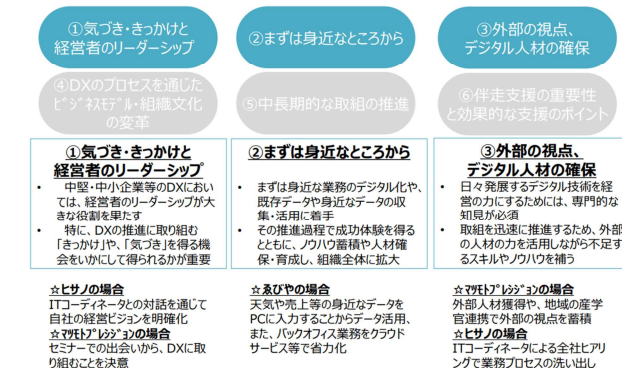 ①気づき・きっかけと
経営者のリーダーシップ
②まずは身近なところから
③外部の視点、
デジタル人材の確保
④DXのプロセスを通じた
ビジネスモデル・組織文化
の変革
⑤中長期的な取組の推進
⑥伴走支援の重要性
と効果的な支援のポイント
①気づき・きっかけと
経営者のリーダーシップ
• 中堅・中小企業等のDXにおい
ては、経営者のリーダーシップが大
きな役割を果たす
• 特に、DXの推進に取り組む
「きっかけ」や、「気づき」を得る機
会をいかにして得られるかが重要
②まずは身近なところから
• まずは身近な業務のデジタル化や、
既存データや身近なデータの収
集・活用に着手
• その推進過程で成功体験を得る
とともに、ノウハウ蓄積や人材確
保・育成し、組織全体に拡大
③外部の視点、
デジタル人材の確保
• 日々発展するデジタル技術を経
営の力にするためには、専門的な
知見が必須
• 取組を迅速に推進するため、外部
の人材の力を活用しながら不足す
るスキルやノウハウを補う
☆ヒサノの場合
ITコーディネータとの対話を通じて
自社の経営ビジョンを明確化
☆マツモトプレシジョンの場合
セミナーでの出会いから、DXに取
り組むことを決意
☆ゑびやの場合
天気や売上等の身近なデータを
PCに入力することからデータ活用、
また、バックオフィス業務をクラウド
サービス等で省力化
☆マツモトプレシジョンの場合
外部人材獲得や、地域の産学
官連携で外部の視点を蓄積
☆ヒサノの場合
ITコーディネータによる全社ヒアリ
ングで業務プロセスの洗い出し